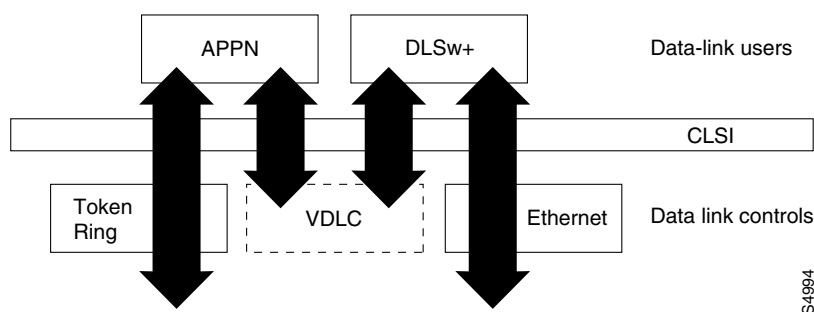 APPN
DLSw+
Data-link users
CLSI
Token
Ring
VDLC
Ethernet
Data link controls
S4994